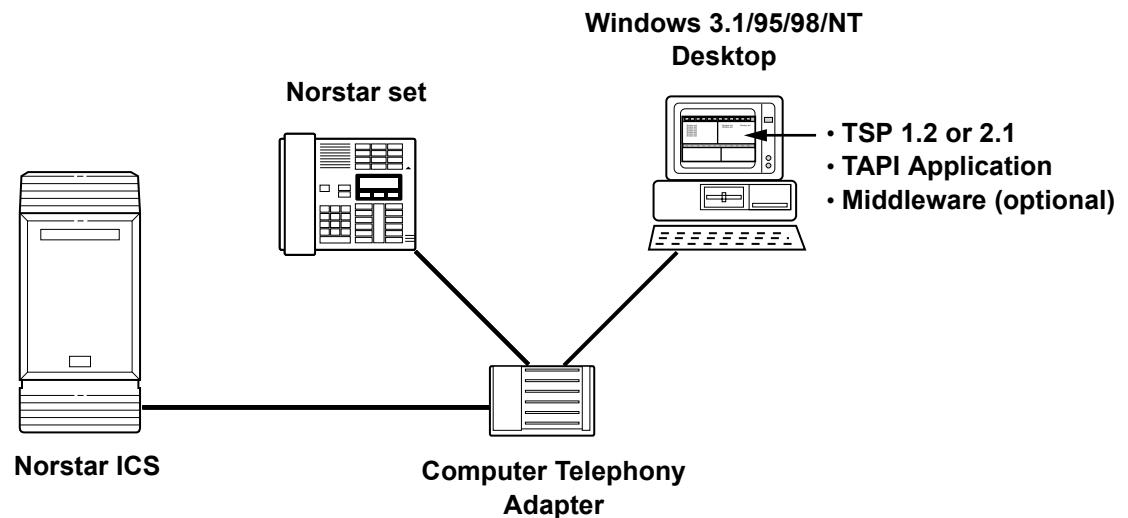 Windows 3.1/95/98/NT
Desktop
Norstar set
• TSP 1.2 or 2.1
• TAPI Application
• Middleware (optional)
Norstar ICS
Computer Telephony
Adapter